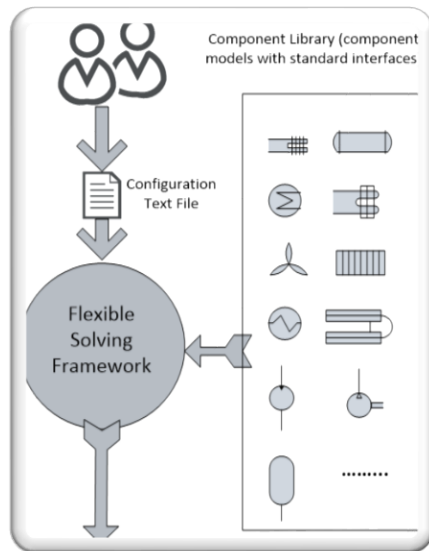 Component Library (component
models with standard interfaces
Configuration
Text File
Flexible
Solving
Framework
.........